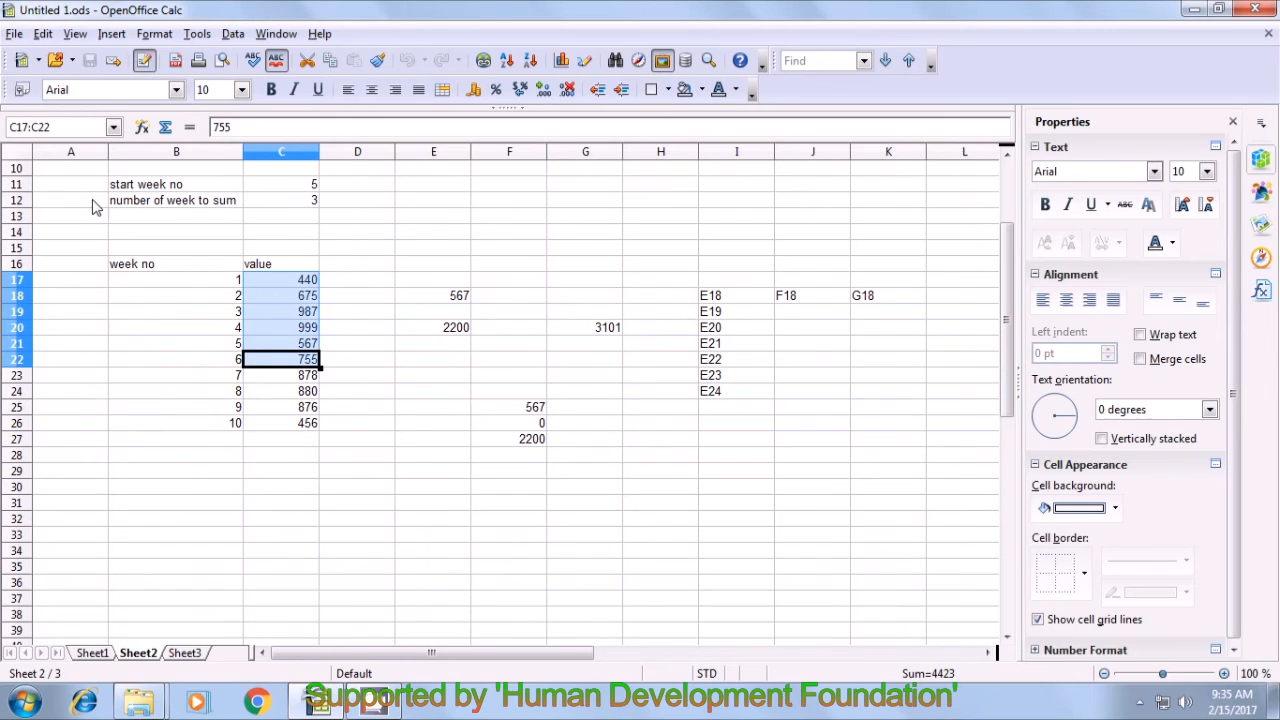 Untitled 1.ods - OpenOffice Calc
File Edit View Insert Format Tools Data Window Help
Find
Arial 10
C17:C22 755
A B C D E F G H I J K L
10
11 start week no 5
12 number of week to sum 3
13
14
15
16 week no value
17 1 440
18 2 675 567 E18 F18 G18
19 3 987 E19
20 4 999 2200 3101 E20
21 5 567 E21
22 6 755 E22
23 7 878 E23
24 8 880 E24
25 9 876 567
26 10 456 0
27 2200
28
29
30
31
32
33
34
35
36
37
38
39
Properties
Text
Arial 10
Alignment
Left indent:
0 pt
Wrap text
Merge cells
Text orientation:
0 degrees
Vertically stacked
Cell Appearance
Cell background:
Cell border:
Show cell grid lines
Number Format
Sheet1 Sheet2 Sheet3
Sheet 2 / 3 Default STD Sum=4423 100 %
Supported by 'Human Development Foundation'
9:35 AM
2/15/2017